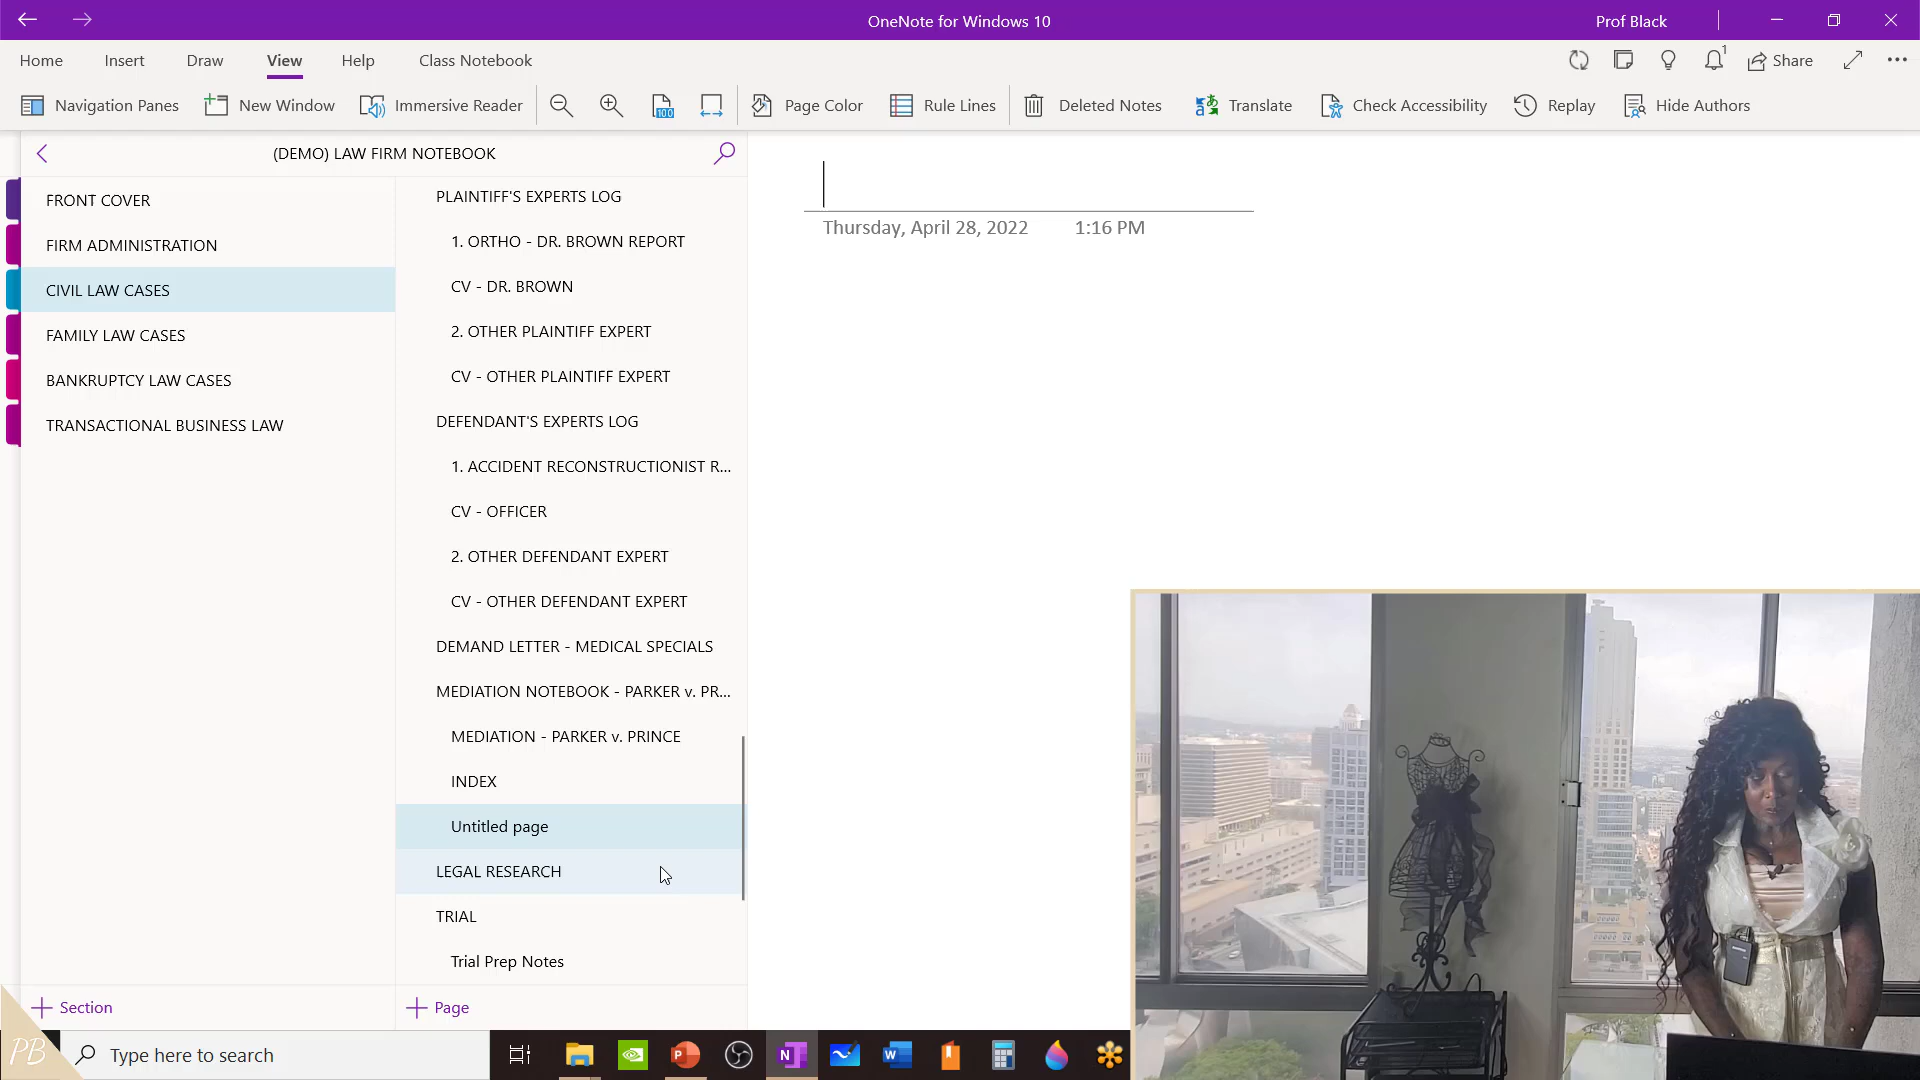 OneNote for Windows 10
Prof Black
Home
Insert
Draw
View
Help
Class Notebook
1
Share
Navigation Panes
New Window
Immersive Reader
100
Page Color
Rule Lines
Deleted Notes
Translate
Check Accessibility
Replay
Hide Authors
(DEMO) LAW FIRM NOTEBOOK
FRONT COVER
FIRM ADMINISTRATION
CIVIL LAW CASES
FAMILY LAW CASES
BANKRUPTCY LAW CASES
TRANSACTIONAL BUSINESS LAW
PLAINTIFF'S EXPERTS LOG
1. ORTHO - DR. BROWN REPORT
CV - DR. BROWN
2. OTHER PLAINTIFF EXPERT
CV - OTHER PLAINTIFF EXPERT
DEFENDANT'S EXPERTS LOG
1. ACCIDENT RECONSTRUCTIONIST R...
CV - OFFICER
2. OTHER DEFENDANT EXPERT
CV - OTHER DEFENDANT EXPERT
DEMAND LETTER - MEDICAL SPECIALS
MEDIATION NOTEBOOK - PARKER v. PR...
MEDIATION - PARKER v. PRINCE
INDEX
Untitled page
LEGAL RESEARCH
TRIAL
Trial Prep Notes
Thursday, April 28, 2022 1:16 PM
Section
Page
PB
Type here to search
P
N
W